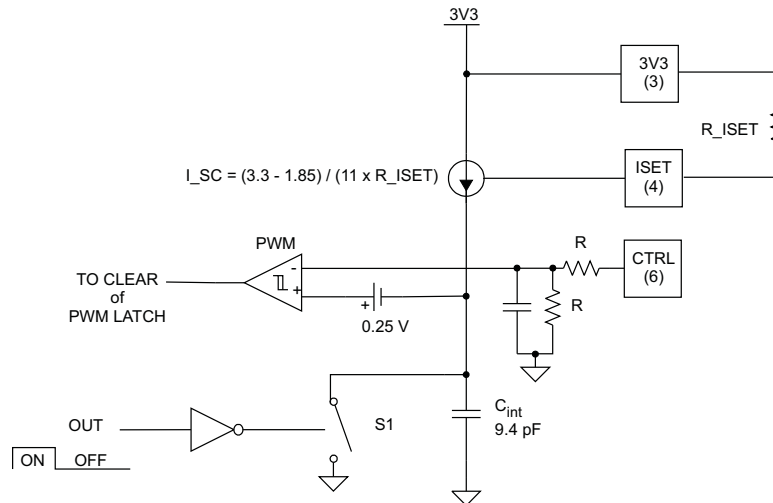 3V3
3V3
(3)
R_ISET
I_SC = (3.3 - 1.85) / (11 x R_ISET)
ISET
(4)
PWM
R
CTRL
(6)
-
+
TO CLEAR
of
PWM LATCH
+
0.25 V
R
OUT
S1
Cint
9.4 pF
ON
OFF